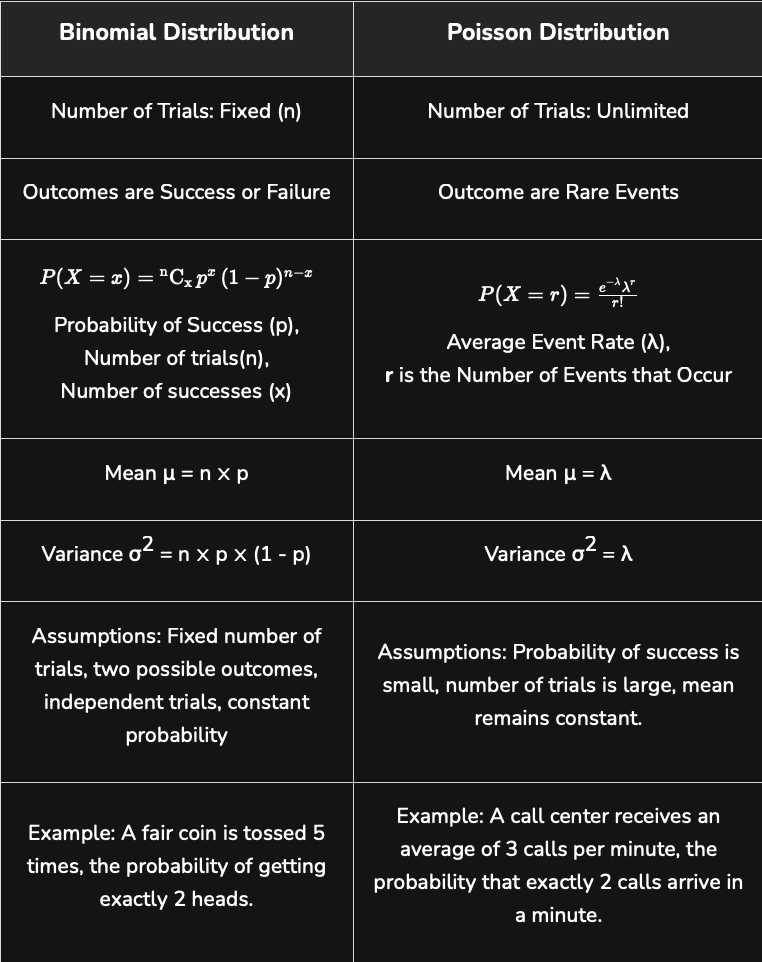 Binomial Distribution
Poisson Distribution
Number of Trials: Fixed (n)
Number of Trials: Unlimited
Outcomes are Success or Failure
Outcome are Rare Events
P(X = x) = ⁿCₓ pˣ (1 − p)ⁿ⁻ˣ
Probability of Success (p),
Number of trials(n),
Number of successes (x)
P(X = r) = e^{−λ}λ^r / r!
Average Event Rate (λ),
r is the Number of Events that Occur
Mean μ = n × p
Mean μ = λ
Variance σ² = n × p × (1 - p)
Variance σ² = λ
Assumptions: Fixed number of
trials, two possible outcomes,
independent trials, constant
probability
Assumptions: Probability of success is
small, number of trials is large, mean
remains constant.
Example: A fair coin is tossed 5
times, the probability of getting
exactly 2 heads.
Example: A call center receives an
average of 3 calls per minute, the
probability that exactly 2 calls arrive in
a minute.